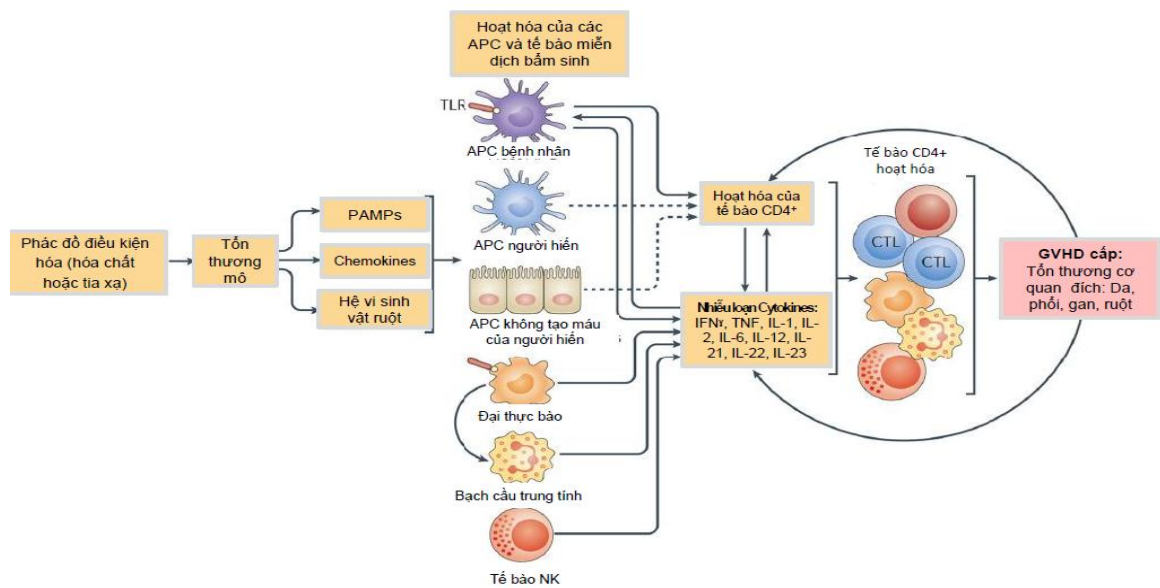 Hoạt hóa của các
APC và tế bào miễn
dịch bẩm sinh
TLR
APC bệnh nhân
APC người hiến
APC không tạo máu
của người hiến
Đại thực bào
Bạch cầu trung tính
Tế bào NK
Phác đồ điều kiện
hóa (hóa chất
hoặc tia xạ)
Tổn
thương
mô
PAMPs
Chemokines
Hệ vi sinh
vật ruột
Hoạt hóa của
tế bào CD4+
Nhiễu loạn Cytokines:
IFNγ, TNF, IL-1, IL-
2, IL-6, IL-12, IL-
21, IL-22, IL-23
Tế bào CD4+
hoạt hóa
CTL
CTL
GVHD cấp:
Tổn thương cơ
quan đích: Da,
phổi, gan, ruột